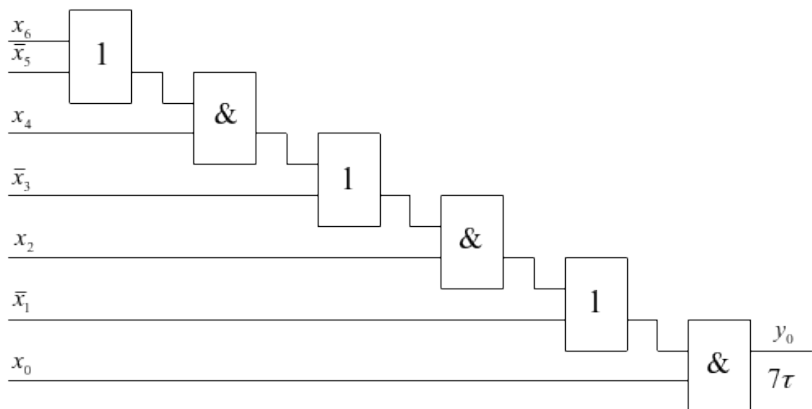 x₆
x̅₅
1
&
x₄
1
x̅₃
&
x₂
1
x̅₁
y₀
&
x₀
7τ